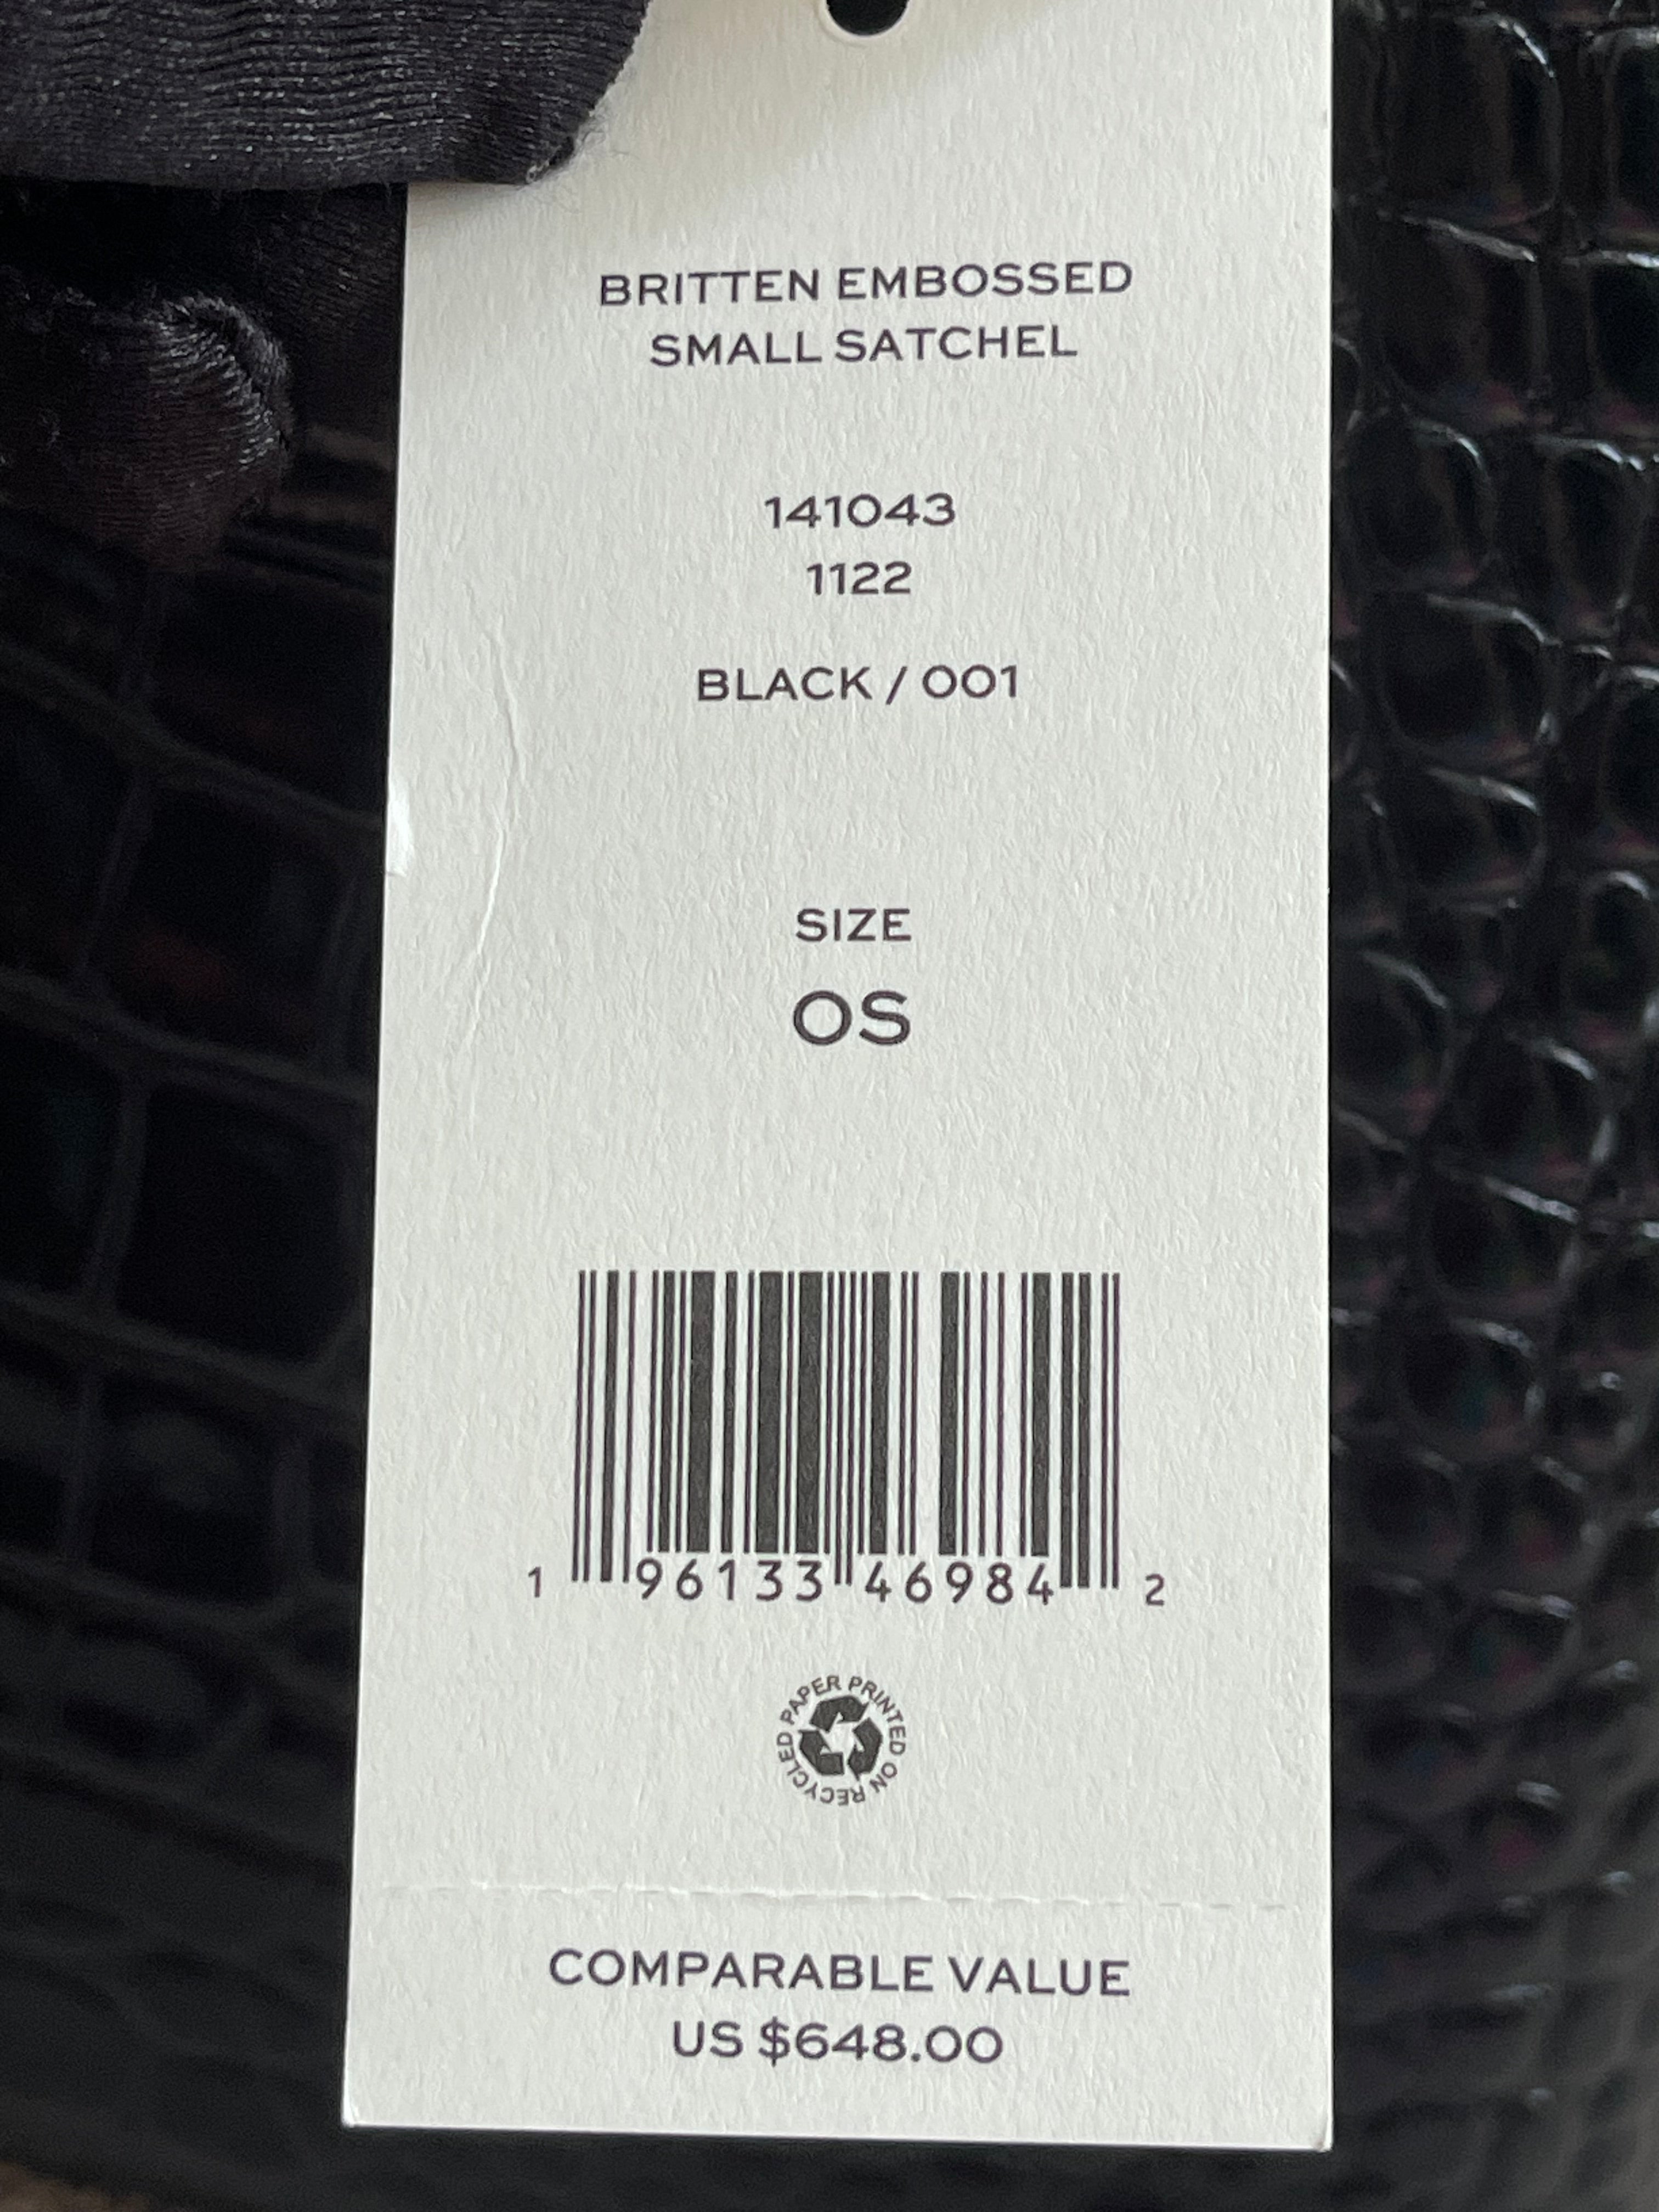 BRITTEN EMBOSSED
SMALL SATCHEL
141043
1122
BLACK / 001
SIZE
OS
1 96133 46984 2
PRINTED ON RECYCLED PAPER
COMPARABLE VALUE
US $648.00